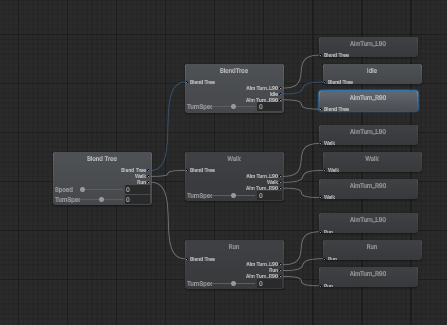 AimTurn_L90
Blend Tree
BlendTree
Blend Tree
AimTurn_L90
Idle
AimTurn_R90
TurnSpe
0
Idle
Blend Tree
AimTurn_R90
Blend Tree
AimTurn_L90
Walk
Blend Tree
Blend Tree
Walk
Run
Speed
0
TurnSpe
0
Walk
Blend Tree
AimTurn_L90
Walk
AimTurn_R90
TurnSpe
0
Walk
Walk
AimTurn_R90
Walk
AimTurn_L90
Run
Run
Blend Tree
AimTurn_L90
Run
AimTurn_R90
TurnSpe
0
Run
Run
AimTurn_R90
Run